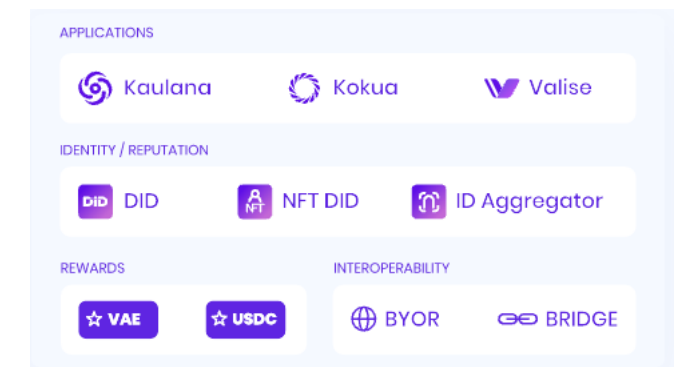 APPLICATIONS
Kaulana Kokua Valise
IDENTITY / REPUTATION
DiD DID NFT NFT DID ID Aggregator
REWARDS INTEROPERABILITY
VAE USDC BYOR BRIDGE